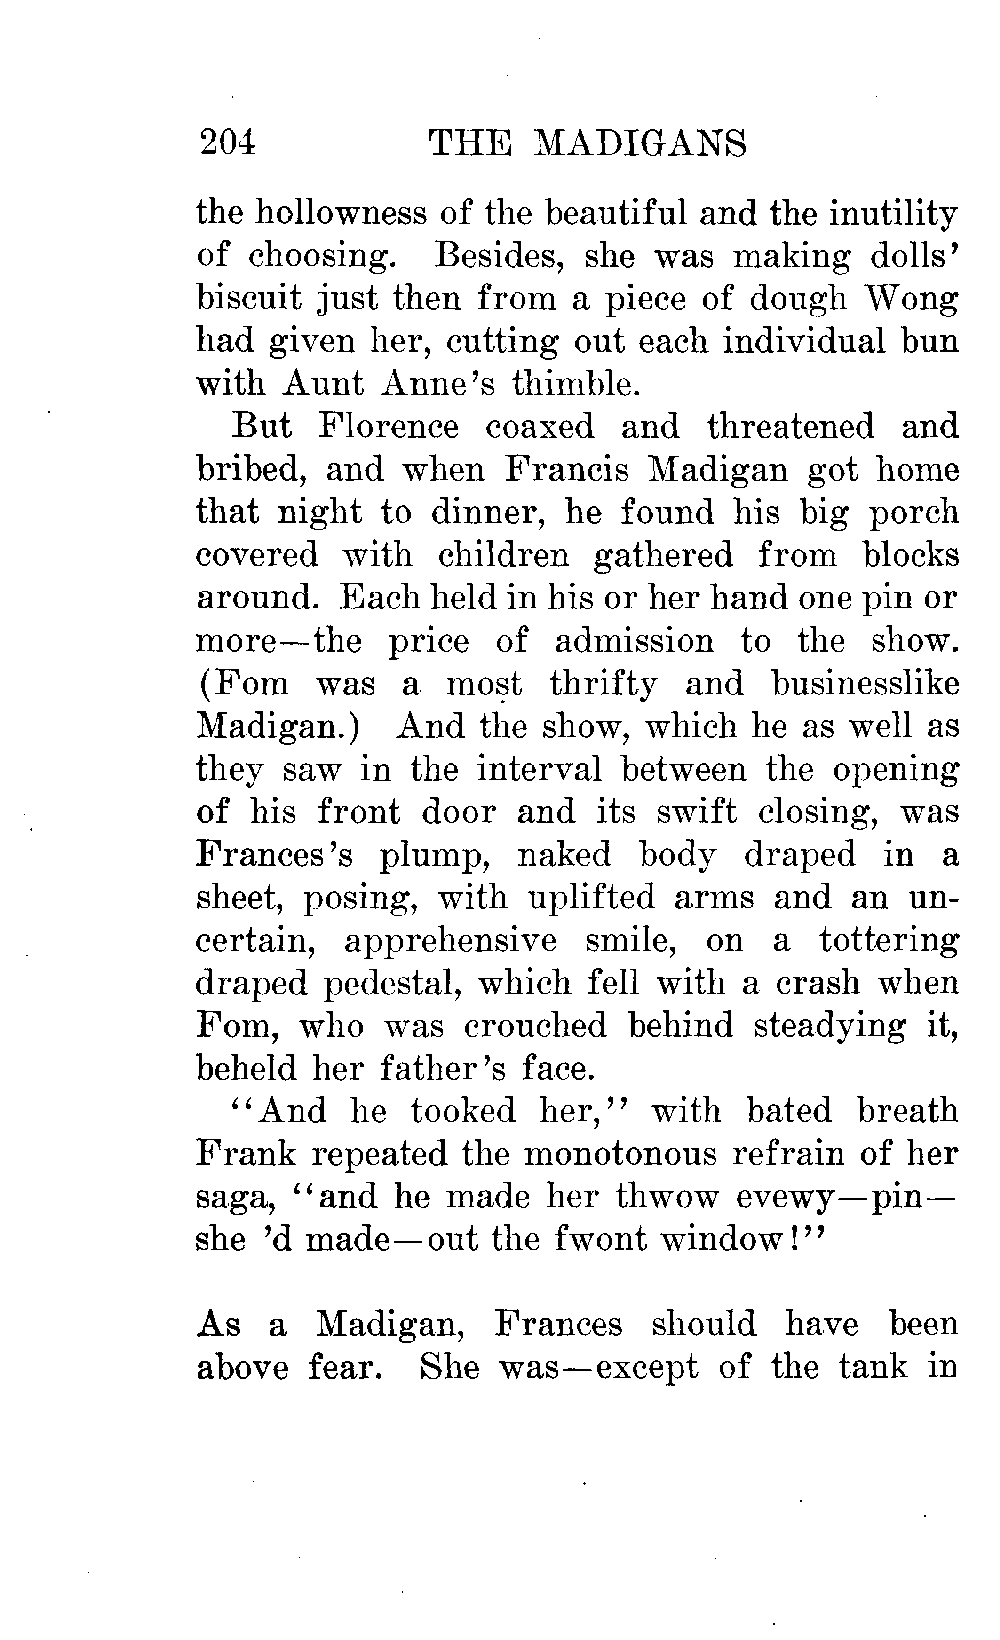 204 THE MADIGANS
the hollowness of the beautiful and the inutility
of choosing. Besides, she was making dolls'
biscuit just then from a piece of dough Wong
had given her, cutting out each individual bun
with Aunt Anne's thimble.
But Florence coaxed and threatened and
bribed, and when Francis Madigan got home
that night to dinner, he found his big porch
covered with children gathered from blocks
around. Each held in his or her hand one pin or
more—the price of admission to the show.
(Fom was a most thrifty and businesslike
Madigan.) And the show, which he as well as
they saw in the interval between the opening
of his front door and its swift closing, was
Frances's plump, naked body draped in a
sheet, posing, with uplifted arms and an un-
certain, apprehensive smile, on a tottering
draped pedestal, which fell with a crash when
Fom, who was crouched behind steadying it,
beheld her father's face.
"And he tooked her," with bated breath
Frank repeated the monotonous refrain of her
saga, "and he made her thwow evewy—pin—
she 'd made—out the fwont window!"
As a Madigan, Frances should have been
above fear. She was—except of the tank in